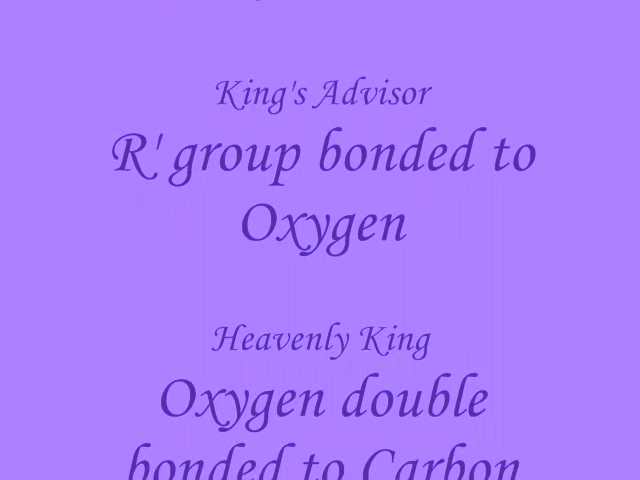 King's Advisor
R' group bonded to
Oxygen
Heavenly King
Oxygen double
bonded to Carbon